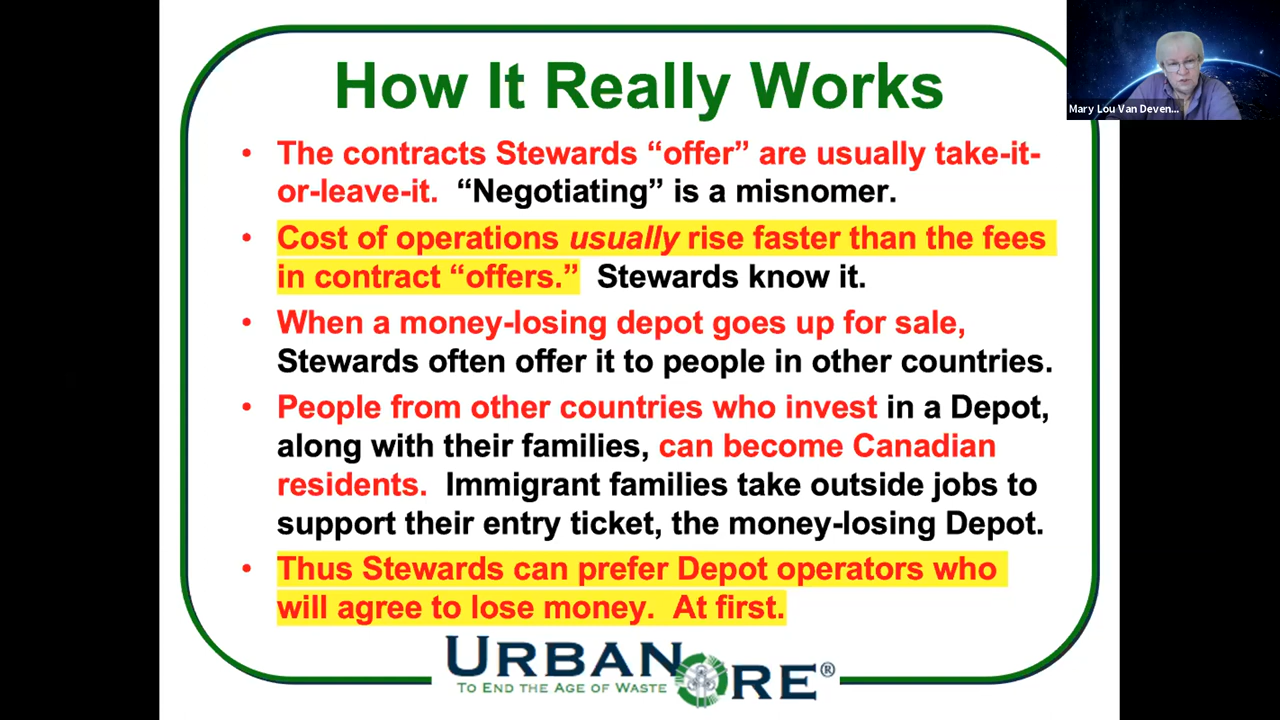 How It Really Works
• The contracts Stewards “offer” are usually take-it-
or-leave-it. “Negotiating” is a misnomer.
• Cost of operations usually rise faster than the fees
in contract “offers.” Stewards know it.
• When a money-losing depot goes up for sale,
Stewards often offer it to people in other countries.
• People from other countries who invest in a Depot,
along with their families, can become Canadian
residents. Immigrant families take outside jobs to
support their entry ticket, the money-losing Depot.
• Thus Stewards can prefer Depot operators who
will agree to lose money. At first.
URBAN ORE®
TO END THE AGE OF WASTE
Mary Lou Van Deven...